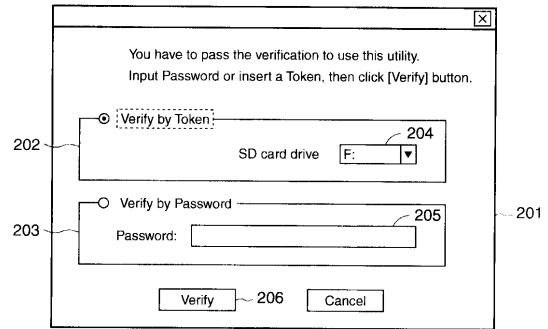 You have to pass the verification to use this utility.
Input Password or insert a Token, then click [Verify] button.
Verify by Token
204
202
SD card drive
F:
201
Verify by Password
205
203
Password:
Verify
206
Cancel